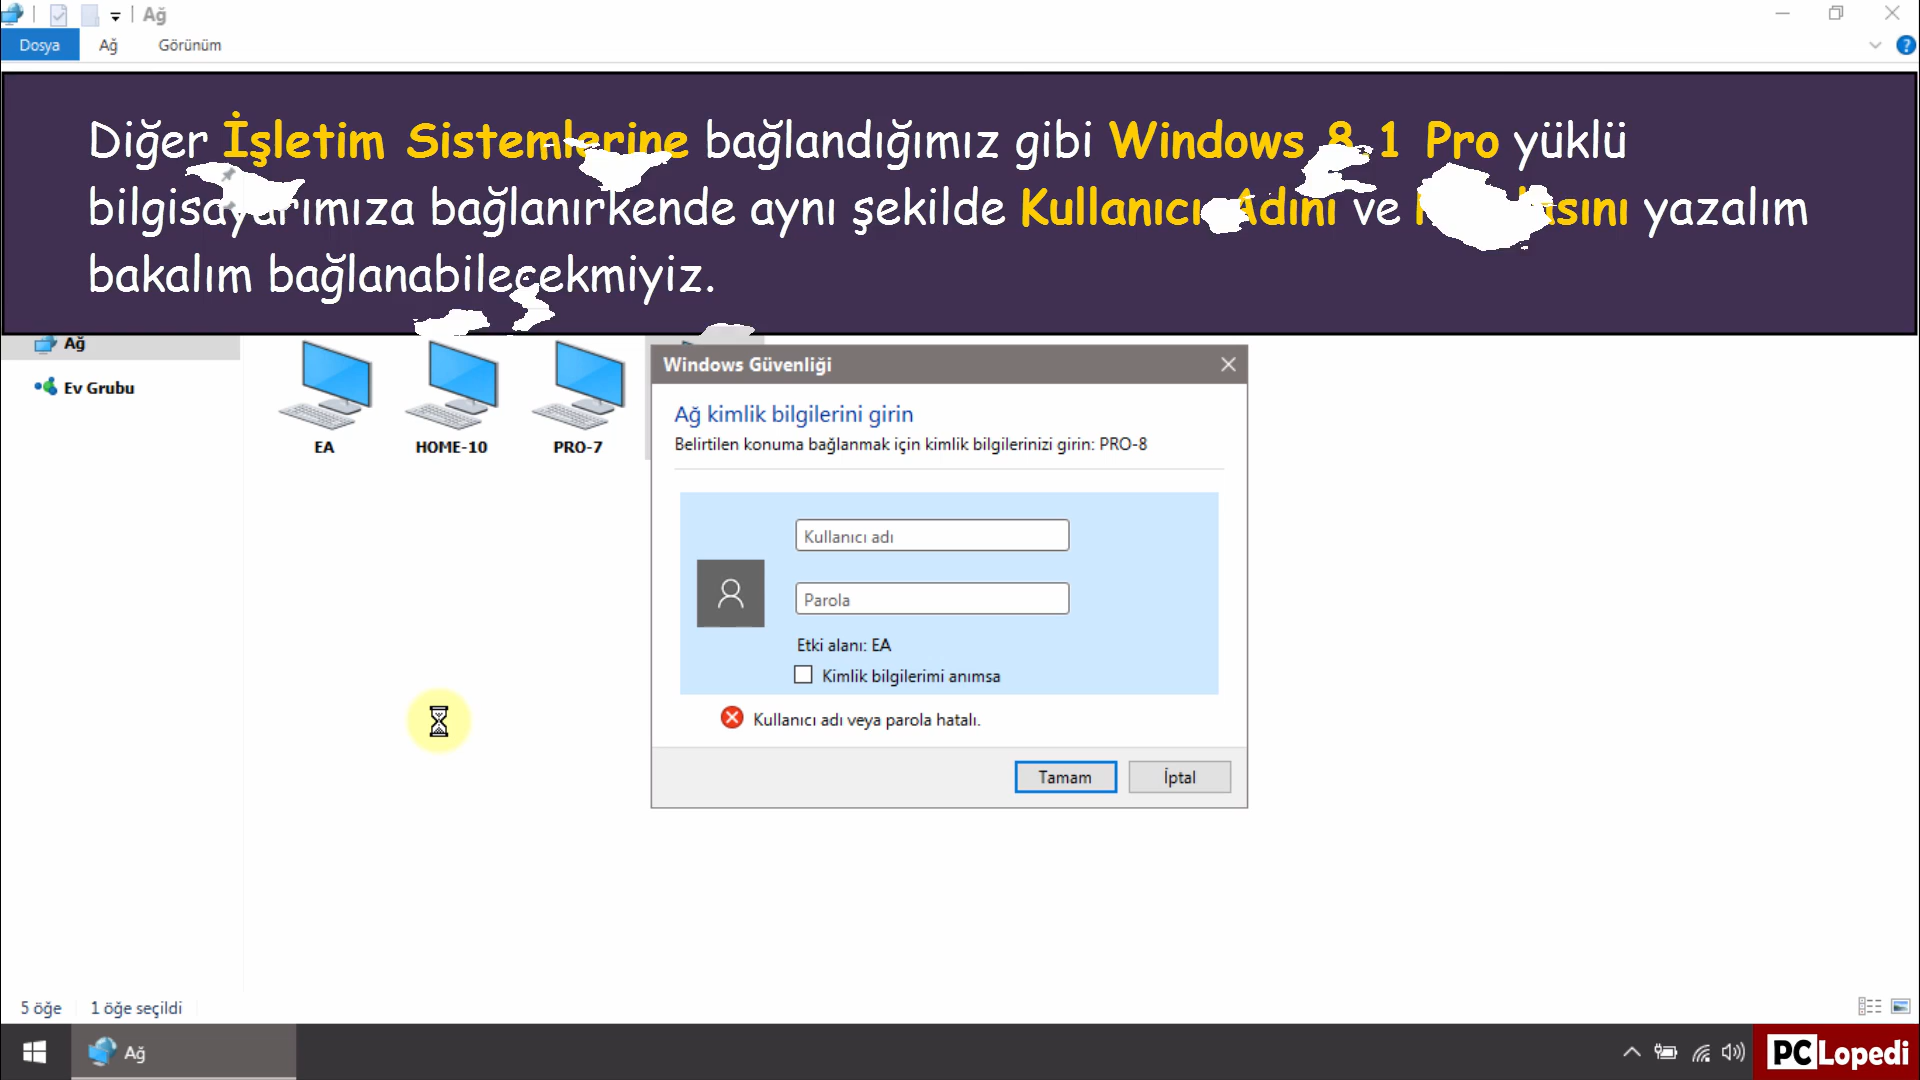 Ağ
Dosya Ağ Görünüm
Diğer İşletim Sistemlerine bağlandığımız gibi Windows 8.1 Pro yüklü
bilgisayarımıza bağlanırkende aynı şekilde Kullanıcı Adını ve yazalım
bakalım bağlanabilecekmiyiz.
Ağ
Ev Grubu
EA HOME-10 PRO-7
Windows Güvenliği
Ağ kimlik bilgilerini girin
Belirtilen konuma bağlanmak için kimlik bilgilerinizi girin: PRO-8
Kullanıcı adı
Parola
Etki alanı: EA
Kimlik bilgilerimi anımsa
Kullanıcı adı veya parola hatalı.
Tamam İptal
5 öğe 1 öğe seçildi
Ağ
PCLopedi